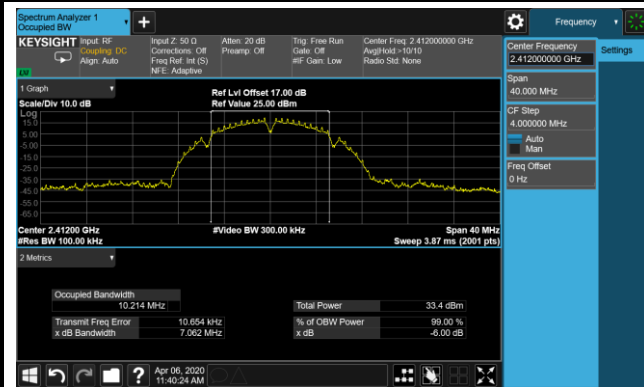 Spectrum Analyzer 1
Occupied BW
+
Frequency
KEYSIGHT
Input: RF
Coupling: DC
Align: Auto
Input Z: 50 Ω
Corrections: Off
Freq Ref: Int (S)
NFE: Adaptive
Atten: 20 dB
Preamp: Off
Trig: Free Run
Gate: Off
#IF Gain: Low
Center Freq: 2.412000000 GHz
Avg|Hold:>10/10
Radio Std: None
LV
Center Frequency
2.412000000 GHz
Settings
Span
40.000 MHz
CF Step
4.000000 MHz
Auto
Man
Freq Offset
0 Hz
1 Graph
Scale/Div 10.0 dB
Ref Lvl Offset 17.00 dB
Ref Value 25.00 dBm
Log
15.0
5.00
-5.00
-15.0
-25.0
-35.0
-45.0
-55.0
-65.0
Center 2.41200 GHz
#Video BW 300.00 kHz
Span 40 MHz
#Res BW 100.00 kHz
Sweep 3.87 ms (2001 pts)
2 Metrics
Occupied Bandwidth
10.214 MHz
Total Power 33.4 dBm
Transmit Freq Error 10.654 kHz
% of OBW Power 99.00 %
x dB Bandwidth 7.062 MHz
x dB -6.00 dB
?
Apr 06, 2020
11:40:24 AM